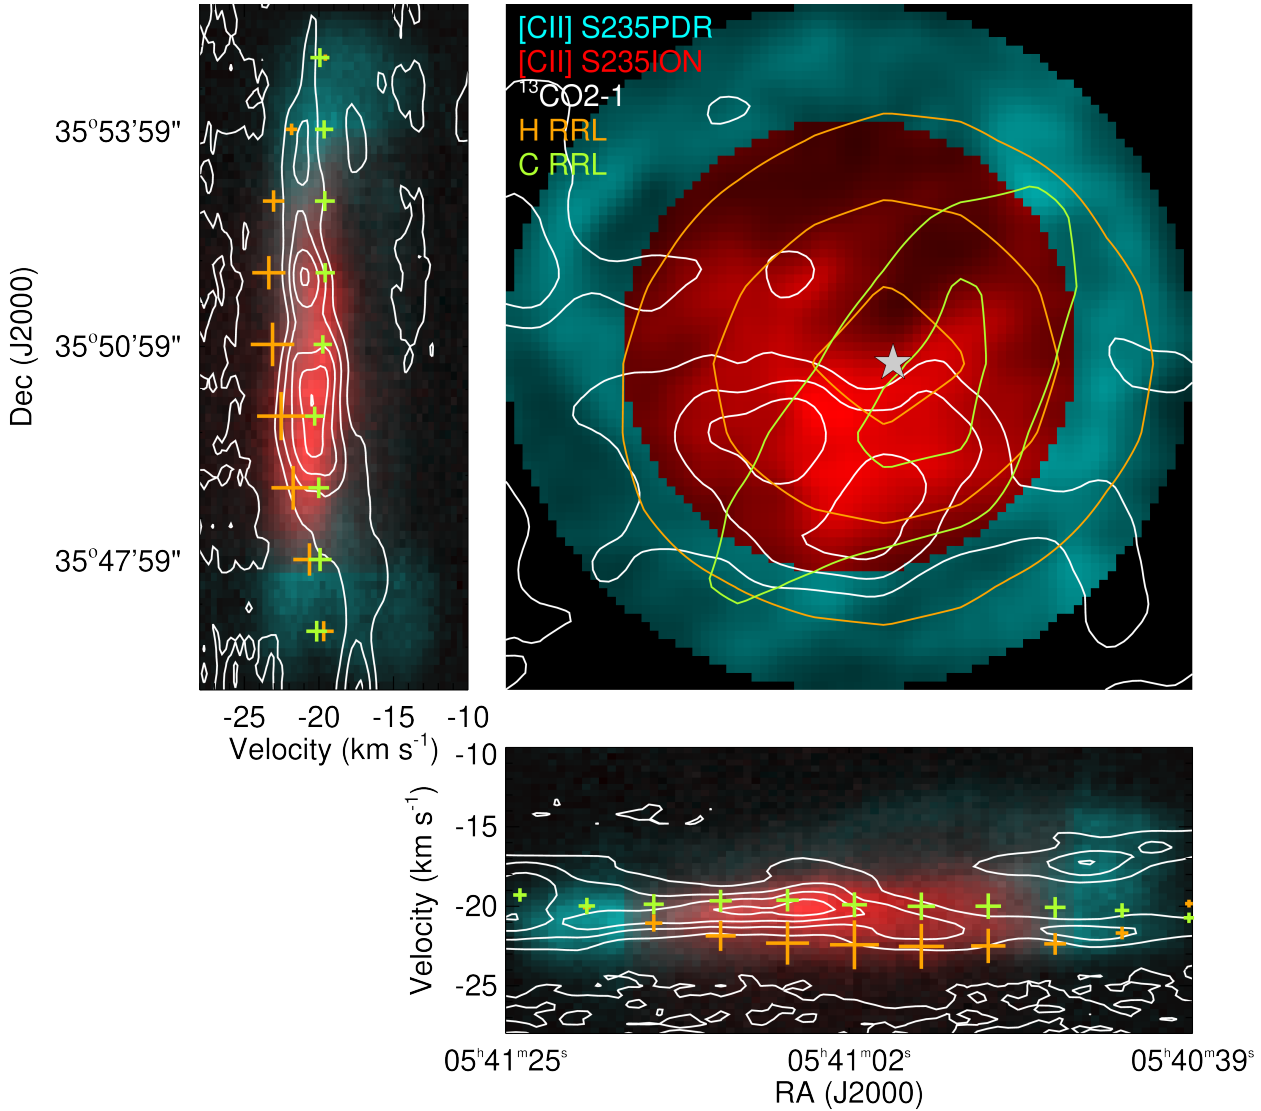 [CII] S235PDR
[CII] S235ION
¹³CO2-1
H RRL
C RRL
35°53'59"
35°50'59"
35°47'59"
Dec (J2000)
-25 -20 -15 -10
Velocity (km s⁻¹)
-10
-15
-20
-25
Velocity (km s⁻¹)
05ʰ41ᵐ25ˢ 05ʰ41ᵐ02ˢ 05ʰ40ᵐ39ˢ
RA (J2000)